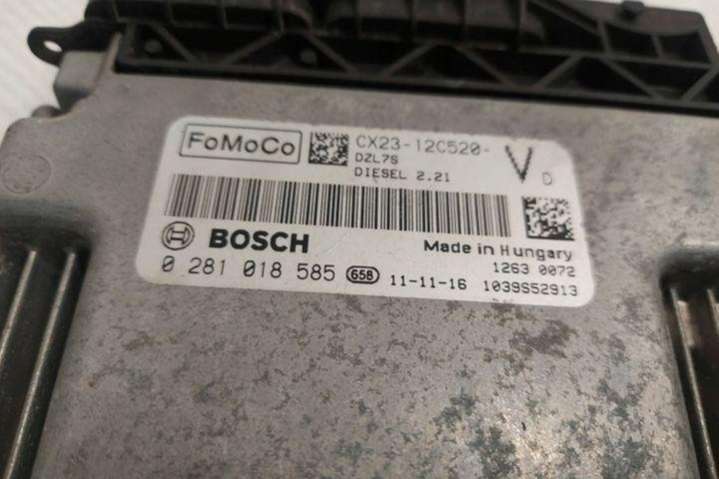 FoMoCo CX23-12C520- V D
DZL7S
DIESEL 2.21
BOSCH Made in Hungary
1263 0072
0 281 018 585 658 11-11-16 1039S52913